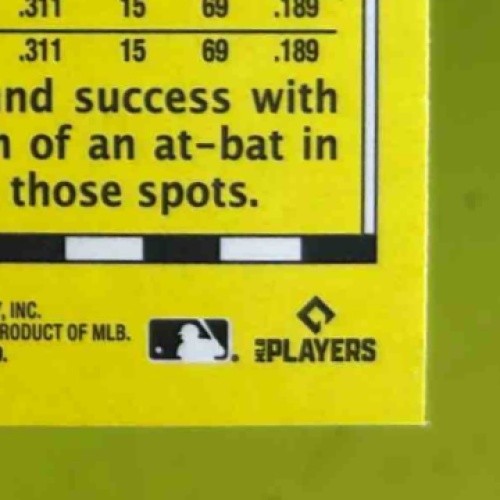 .311 15 69 .189
.311 15 69 .189
nd success with
of an at-bat in
those spots.
, INC.
RODUCT OF MLB.
MLB PLAYERS